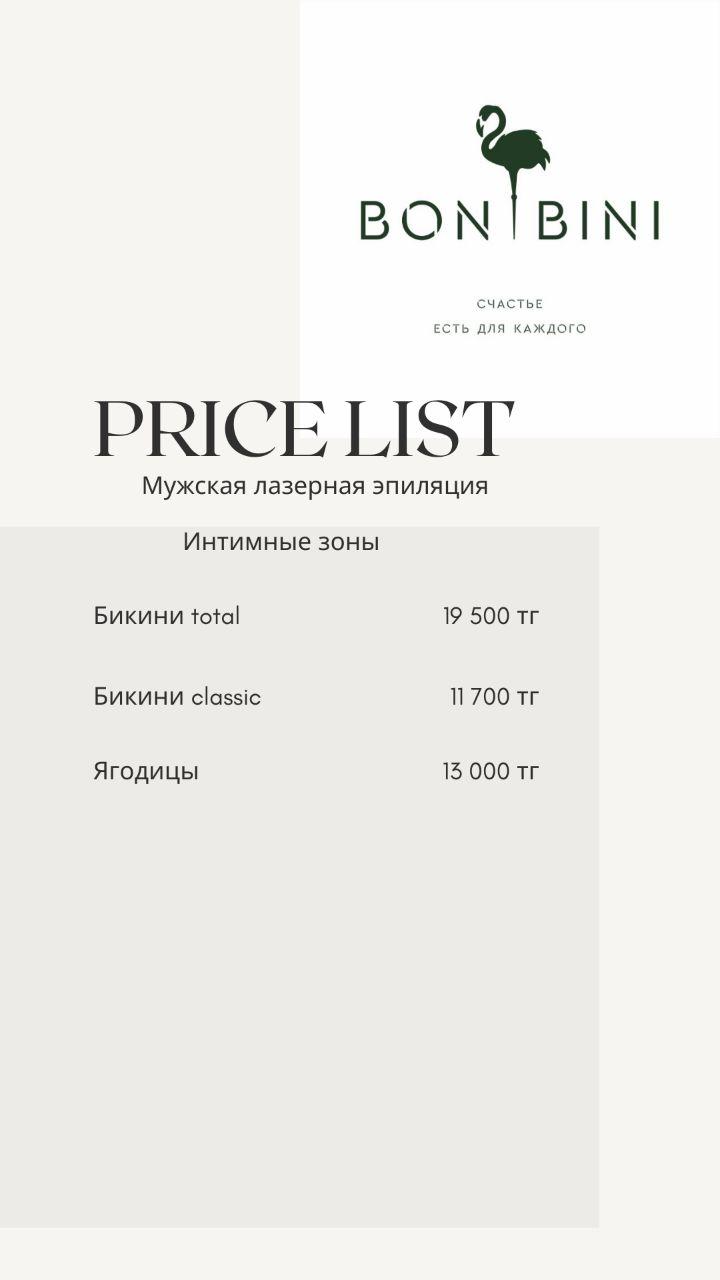 BON BINI
СЧАСТЬЕ
ЕСТЬ ДЛЯ КАЖДОГО
PRICE LIST
Мужская лазерная эпиляция
Интимные зоны
Бикини total 19 500 тг
Бикини classic 11 700 тг
Ягодицы 13 000 тг